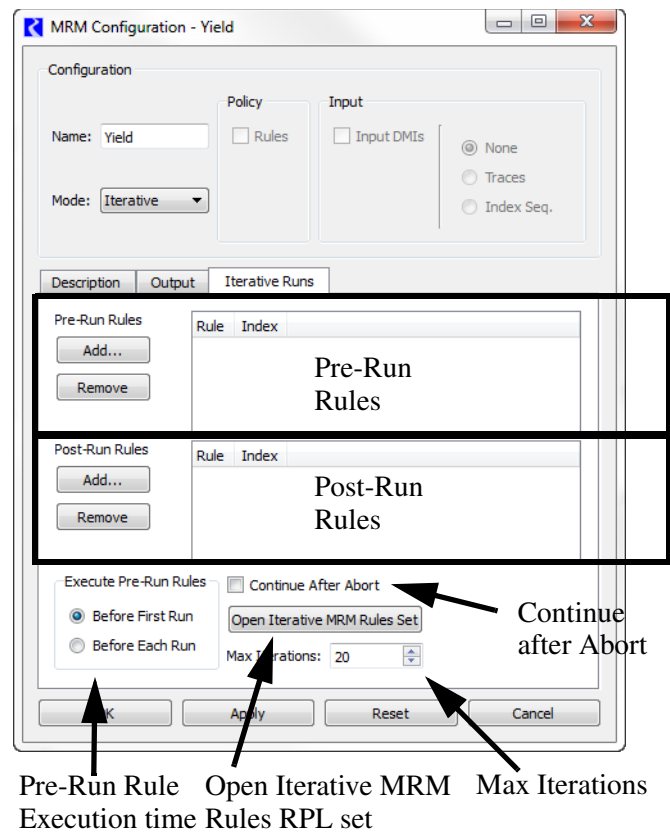 MRM Configuration - Yield
Configuration
Policy
Input
Name: Yield
Rules
Input DMIs
None
Traces
Mode: Iterative
Index Seq.
Description
Output
Iterative Runs
Pre-Run Rules
Rule Index
Add...
Remove
Pre-Run
Rules
Post-Run Rules
Rule Index
Add...
Remove
Post-Run
Rules
Execute Pre-Run Rules
Continue After Abort
Before First Run
Open Iterative MRM Rules Set
Before Each Run
Max Iterations: 20
Continue
after Abort
OK
Apply
Reset
Cancel
Pre-Run Rule
Execution time
Open Iterative MRM
Rules RPL set
Max Iterations